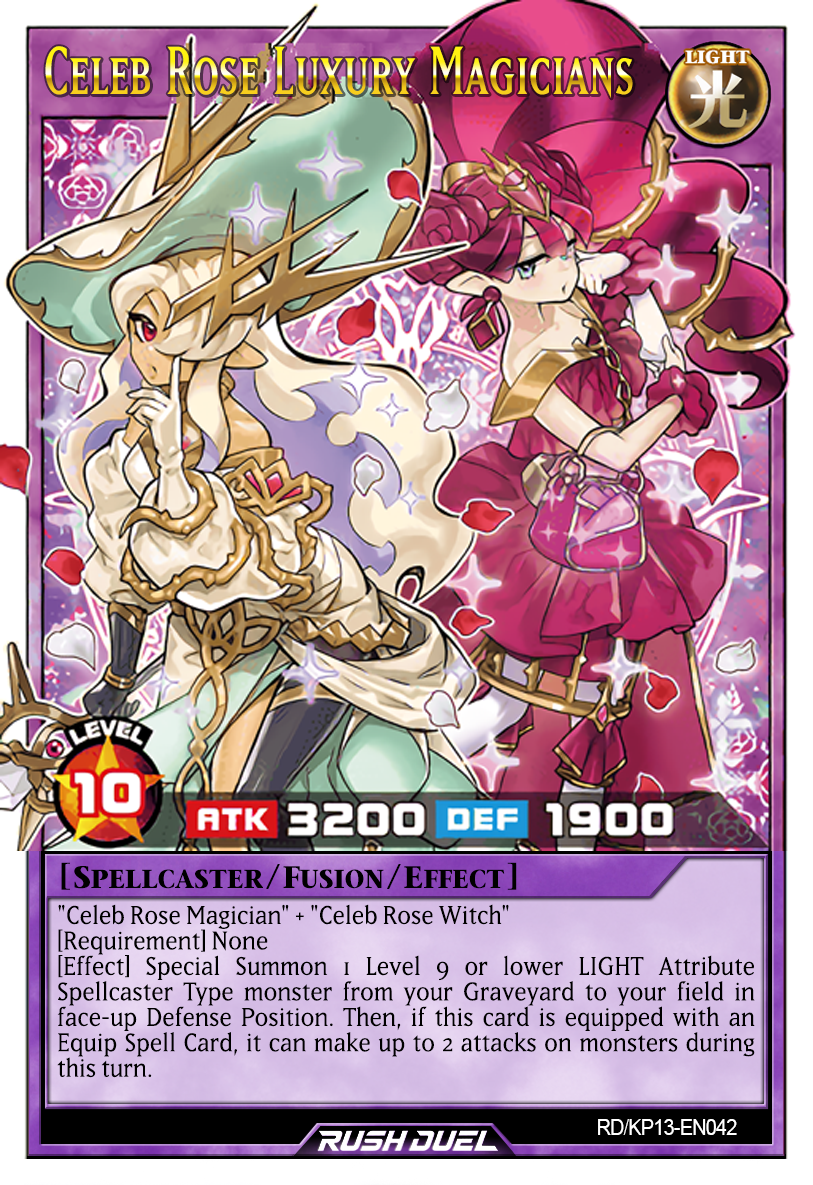 CELEB ROSE LUXURY MAGICIANS
LIGHT
光
LEVEL
10
ATK 3200 DEF 1900
[SPELLCASTER/FUSION/EFFECT]
"Celeb Rose Magician" + "Celeb Rose Witch"
[Requirement] None
[Effect] Special Summon 1 Level 9 or lower LIGHT Attribute
Spellcaster Type monster from your Graveyard to your field in
face-up Defense Position. Then, if this card is equipped with an
Equip Spell Card, it can make up to 2 attacks on monsters during
this turn.
RD/KP13-EN042
RUSH DUEL